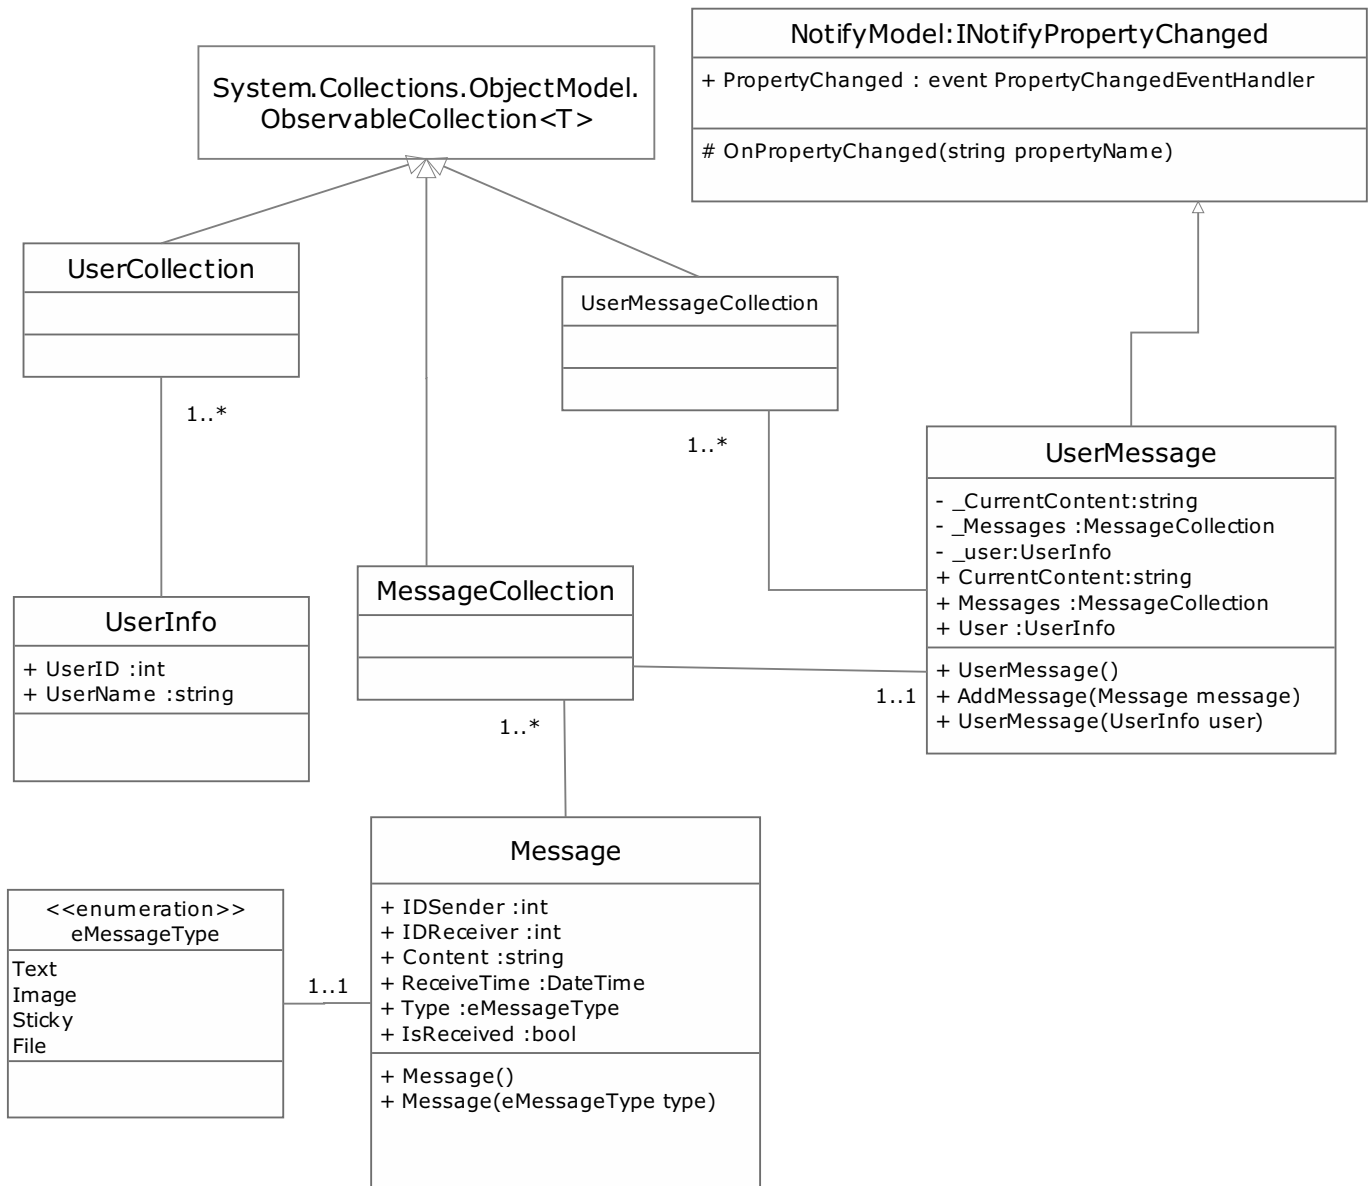 NotifyModel:INotifyPropertyChanged
+ PropertyChanged : event PropertyChangedEventHandler
# OnPropertyChanged(string propertyName)
System.Collections.ObjectModel.
ObservableCollection<T>
UserCollection
1..*
UserMessageCollection
1..*
UserMessage
- _CurrentContent:string
- _Messages :MessageCollection
- _user:UserInfo
+ CurrentContent:string
+ Messages :MessageCollection
+ User :UserInfo
+ UserMessage()
+ AddMessage(Message message)
+ UserMessage(UserInfo user)
1..1
MessageCollection
1..*
UserInfo
+ UserID :int
+ UserName :string
Message
+ IDSender :int
+ IDReceiver :int
+ Content :string
+ ReceiveTime :DateTime
+ Type :eMessageType
+ IsReceived :bool
+ Message()
+ Message(eMessageType type)
1..1
<<enumeration>>
eMessageType
Text
Image
Sticky
File